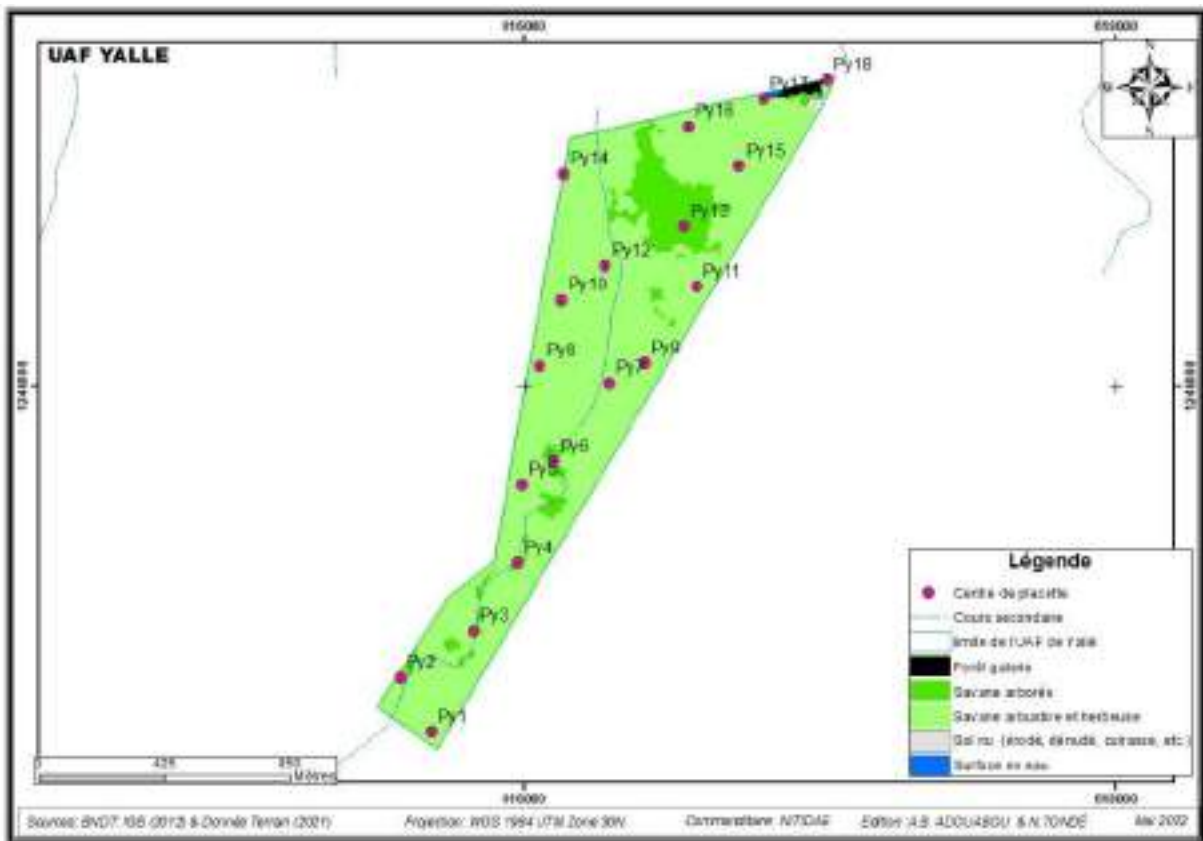 UAF YALLE
N
S
Py18
Py17
Py16
Py15
Py14
Py12
Py11
Py10
Py9
Py8
Py7
Py6
Py5
Py4
Py3
Py2
Py1
Légende
Centre de placette
Cours secondaire
limite de l'UAF de Yallé
Forêt galerie
Savane arborée
Savane arbustive et herbeuse
Sol nu (érodé, dénudé, cuirasse, etc.)
Surface en eau
0 425 850
Mètres
Sources: BNDT, IGB (2012) & Donnée Terrain (2021) Projection: WGS 1984 UTM Zone 30N Commanditaire: NITIDAE Edition: A.B. ADOUABOU & N.TONDÉ Mai 2022